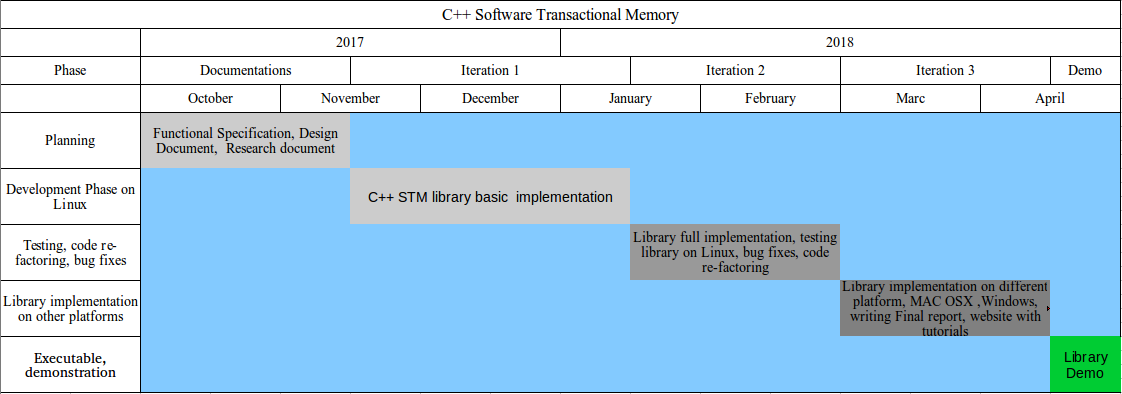 C++ Software Transactional Memory
2017 2018
Phase Documentations Iteration 1 Iteration 2 Iteration 3 Demo
October November December January February Marc April
Planning
Functional Specification, Design
Document, Research document
Development Phase on
Linux
C++ STM library basic implementation
Testing, code re-
factoring, bug fixes
Library full implementation, testing
library on Linux, bug fixes, code
re-factoring
Library implementation
on other platforms
Library implementation on different
platform, MAC OSX ,Windows,
writing Final report, website with
tutorials
Executable,
demonstration
Library
Demo